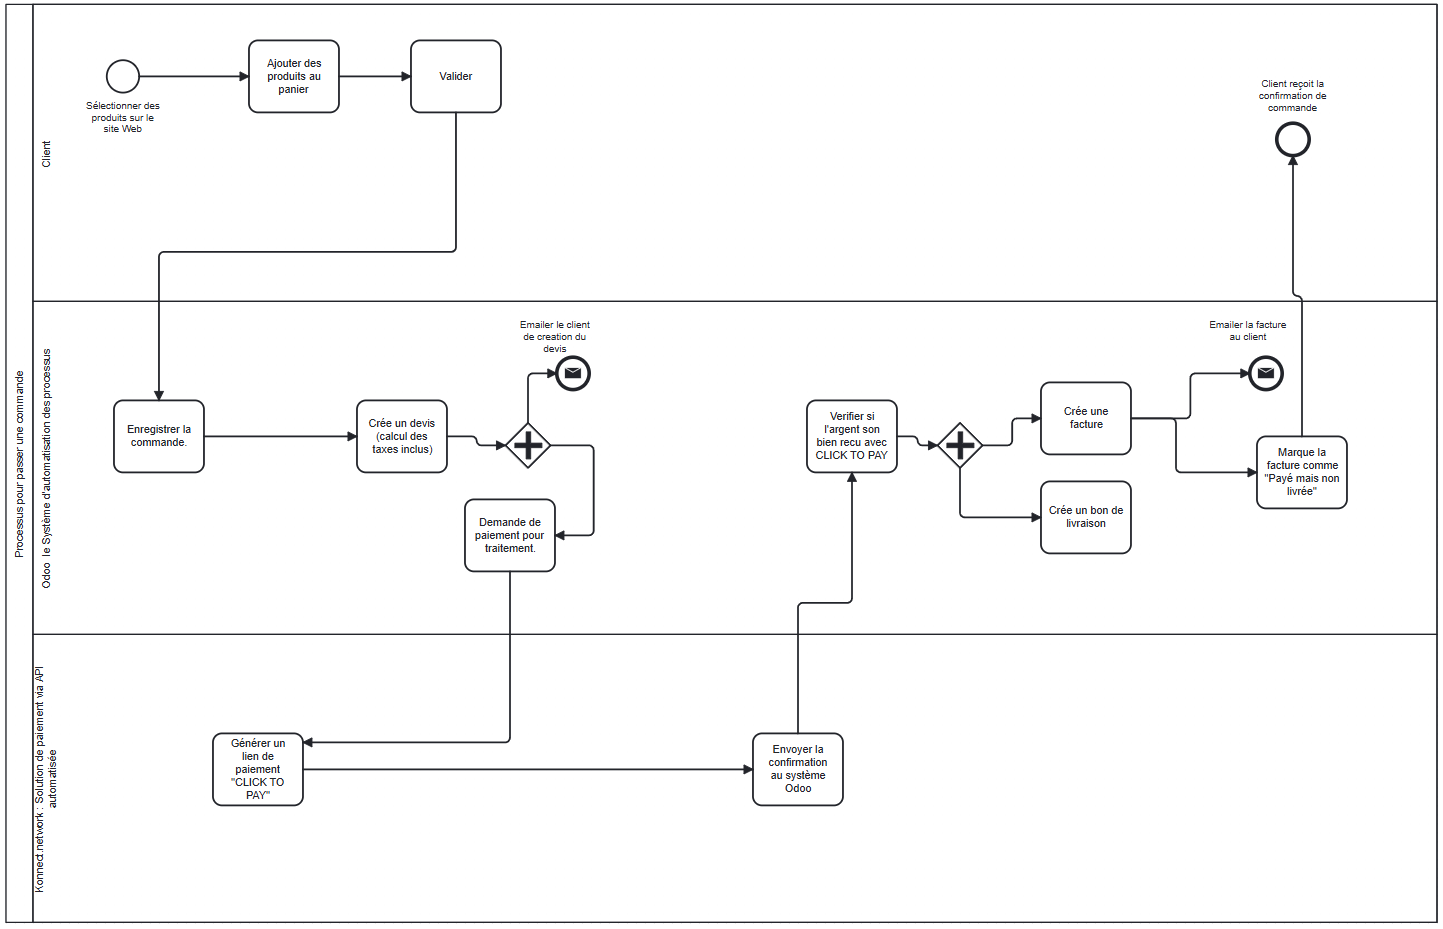 Processus pour passer une commande
Client
Sélectionner des
produits sur le
site Web
Ajouter des
produits au
panier
Valider
Client reçoit la
confirmation de
commande
Odoo le Système d'automatisation des processus
Enregistrer la
commande.
Crée un devis
(calcul des
taxes inclus)
Emailer le client
de creation du
devis
Demande de
paiement pour
traitement.
Verifier si
l'argent son
bien recu avec
CLICK TO PAY
Crée une
facture
Crée un bon de
livraison
Emailer la facture
au client
Marque la
facture comme
"Payé mais non
livrée"
Konnect.network : Solution de paiement via API
automatisée
Générer un
lien de
paiement
"CLICK TO
PAY"
Envoyer la
confirmation
au système
Odoo